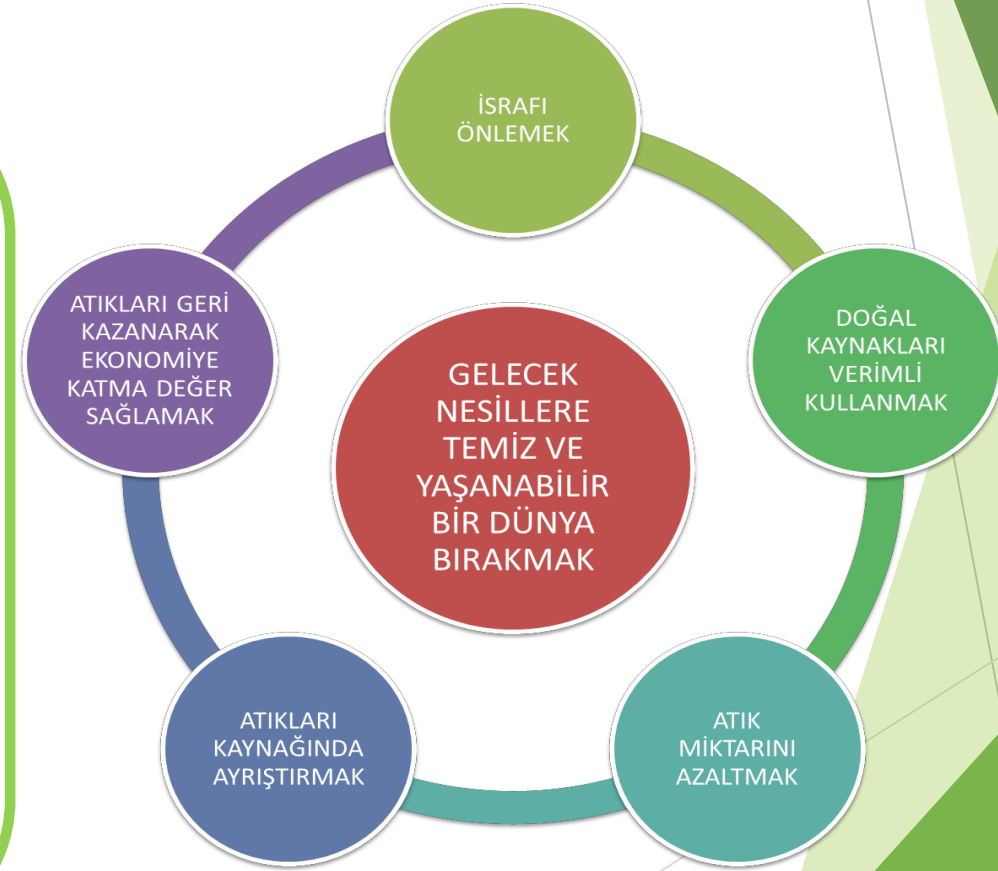 İSRAFI
ÖNLEMEK
DOĞAL
KAYNAKLARI
VERİMLİ
KULLANMAK
ATIK
MİKTARINI
AZALTMAK
ATIKLARI
KAYNAĞINDA
AYRIŞTIRMAK
ATIKLARI GERİ
KAZANARAK
EKONOMİYE
KATMA DEĞER
SAĞLAMAK
GELECEK
NESİLLERE
TEMİZ VE
YAŞANABİLİR
BİR DÜNYA
BIRAKMAK